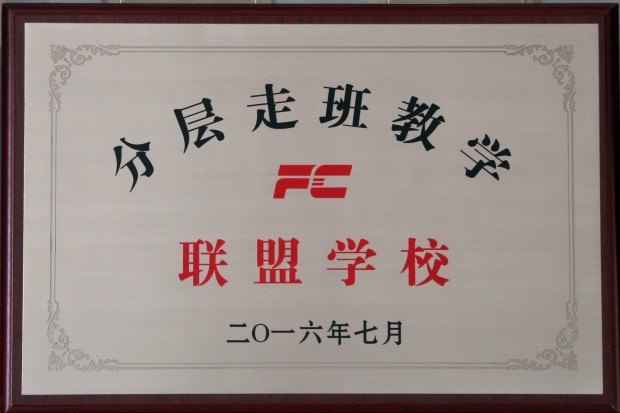 分层走班教学
FC
联盟学校
二〇一六年七月